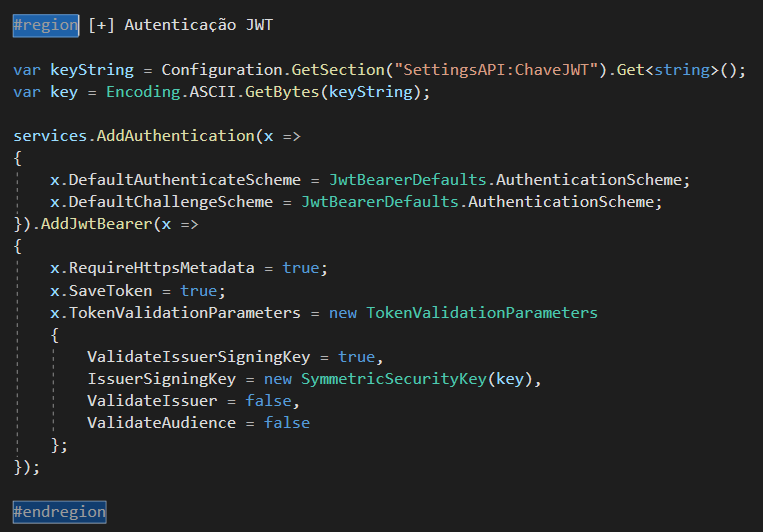 #region [+] Autenticação JWT
var keyString = Configuration.GetSection("SettingsAPI:ChaveJWT").Get<string>();
var key = Encoding.ASCII.GetBytes(keyString);
services.AddAuthentication(x =>
{
    x.DefaultAuthenticateScheme = JwtBearerDefaults.AuthenticationScheme;
    x.DefaultChallengeScheme = JwtBearerDefaults.AuthenticationScheme;
}).AddJwtBearer(x =>
{
    x.RequireHttpsMetadata = true;
    x.SaveToken = true;
    x.TokenValidationParameters = new TokenValidationParameters
    {
        ValidateIssuerSigningKey = true,
        IssuerSigningKey = new SymmetricSecurityKey(key),
        ValidateIssuer = false,
        ValidateAudience = false
    };
});
#endregion